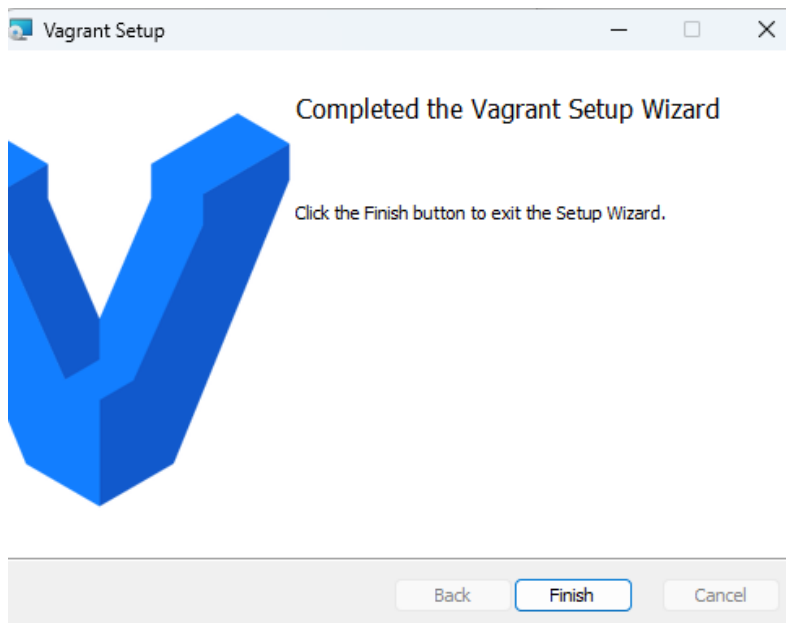 Vagrant Setup
Completed the Vagrant Setup Wizard
Click the Finish button to exit the Setup Wizard.
Back Finish Cancel